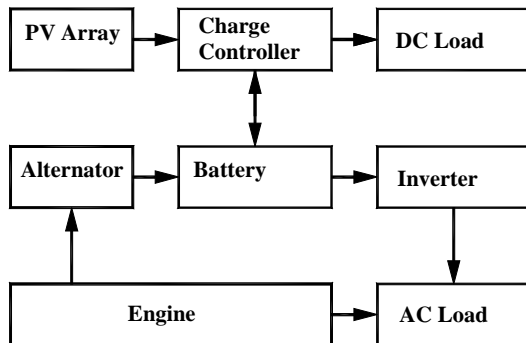 PV Array
Charge
Controller
DC Load
Alternator
Battery
Inverter
Engine
AC Load